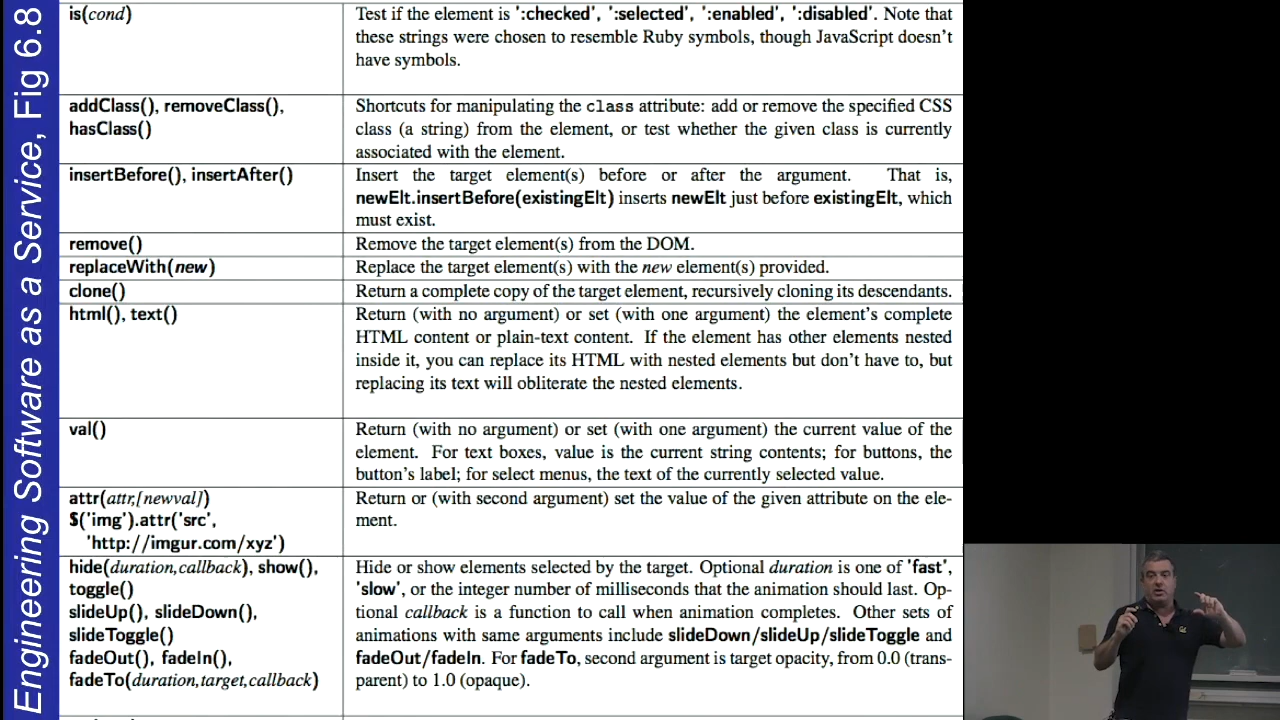 Engineering Software as a Service, Fig 6.8
is(cond)
Test if the element is ':checked', ':selected', ':enabled', ':disabled'. Note that
these strings were chosen to resemble Ruby symbols, though JavaScript doesn't
have symbols.
addClass(), removeClass(),
hasClass()
Shortcuts for manipulating the class attribute: add or remove the specified CSS
class (a string) from the element, or test whether the given class is currently
associated with the element.
insertBefore(), insertAfter()
Insert the target element(s) before or after the argument. That is,
newElt.insertBefore(existingElt) inserts newElt just before existingElt, which
must exist.
remove()
Remove the target element(s) from the DOM.
replaceWith(new)
Replace the target element(s) with the new element(s) provided.
clone()
Return a complete copy of the target element, recursively cloning its descendants.
html(), text()
Return (with no argument) or set (with one argument) the element's complete
HTML content or plain-text content. If the element has other elements nested
inside it, you can replace its HTML with nested elements but don't have to, but
replacing its text will obliterate the nested elements.
val()
Return (with no argument) or set (with one argument) the current value of the
element. For text boxes, value is the current string contents; for buttons, the
button's label; for select menus, the text of the currently selected value.
attr(attr,[newval])
$('img').attr('src',
'http://imgur.com/xyz')
Return or (with second argument) set the value of the given attribute on the ele-
ment.
hide(duration,callback), show(),
toggle()
slideUp(), slideDown(),
slideToggle()
fadeOut(), fadeIn(),
fadeTo(duration,target,callback)
Hide or show elements selected by the target. Optional duration is one of 'fast',
'slow', or the integer number of milliseconds that the animation should last. Op-
tional callback is a function to call when animation completes. Other sets of
animations with same arguments include slideDown/slideUp/slideToggle and
fadeOut/fadeIn. For fadeTo, second argument is target opacity, from 0.0 (trans-
parent) to 1.0 (opaque).